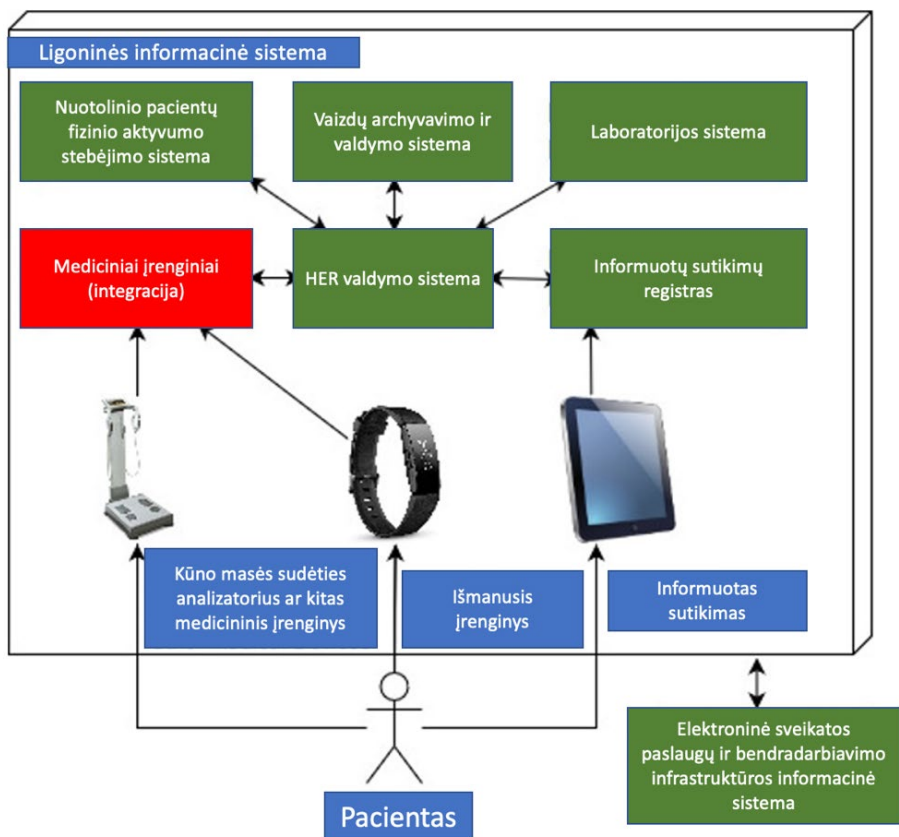 Ligoninės informacinė sistema
Nuotolinio pacientų
fizinio aktyvumo
stebėjimo sistema
Vaizdų archyvavimo ir
valdymo sistema
Laboratorijos sistema
Mediciniai įrenginiai
(integracija)
HER valdymo sistema
Informuotų sutikimų
registras
Kūno masės sudėties
analizatorius ar kitas
medicininis įrenginys
Išmanusis
įrenginys
Informuotas
sutikimas
Elektroninė sveikatos
paslaugų ir bendradarbiavimo
infrastruktūros informacinė
sistema
Pacientas